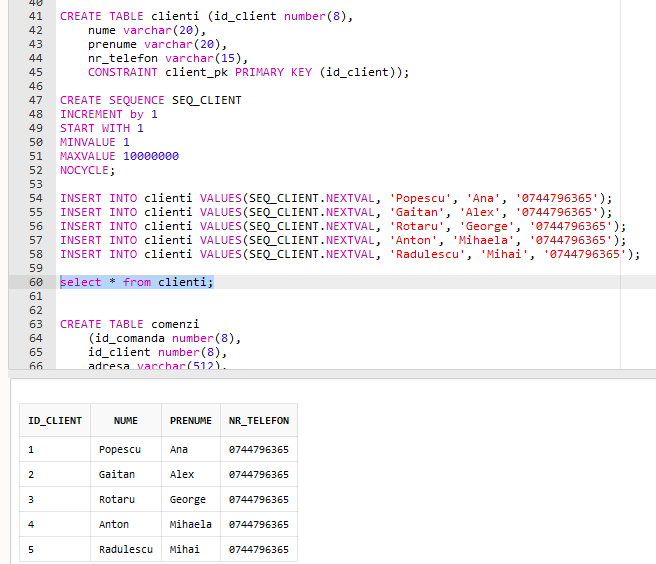 40
41 CREATE TABLE clienti (id_client number(8),
42 nume varchar(20),
43 prenume varchar(20),
44 nr_telefon varchar(15),
45 CONSTRAINT client_pk PRIMARY KEY (id_client));
46
47 CREATE SEQUENCE SEQ_CLIENT
48 INCREMENT by 1
49 START WITH 1
50 MINVALUE 1
51 MAXVALUE 10000000
52 NOCYCLE;
53
54 INSERT INTO clienti VALUES(SEQ_CLIENT.NEXTVAL, 'Popescu', 'Ana', '0744796365');
55 INSERT INTO clienti VALUES(SEQ_CLIENT.NEXTVAL, 'Gaitan', 'Alex', '0744796365');
56 INSERT INTO clienti VALUES(SEQ_CLIENT.NEXTVAL, 'Rotaru', 'George', '0744796365');
57 INSERT INTO clienti VALUES(SEQ_CLIENT.NEXTVAL, 'Anton', 'Mihaela', '0744796365');
58 INSERT INTO clienti VALUES(SEQ_CLIENT.NEXTVAL, 'Radulescu', 'Mihai', '0744796365');
59
60 select * from clienti;
61
62
63 CREATE TABLE comenzi
64 (id_comanda number(8),
65 id_client number(8),
66 adresa varchar(512),
ID_CLIENT NUME PRENUME NR_TELEFON
1 Popescu Ana 0744796365
2 Gaitan Alex 0744796365
3 Rotaru George 0744796365
4 Anton Mihaela 0744796365
5 Radulescu Mihai 0744796365